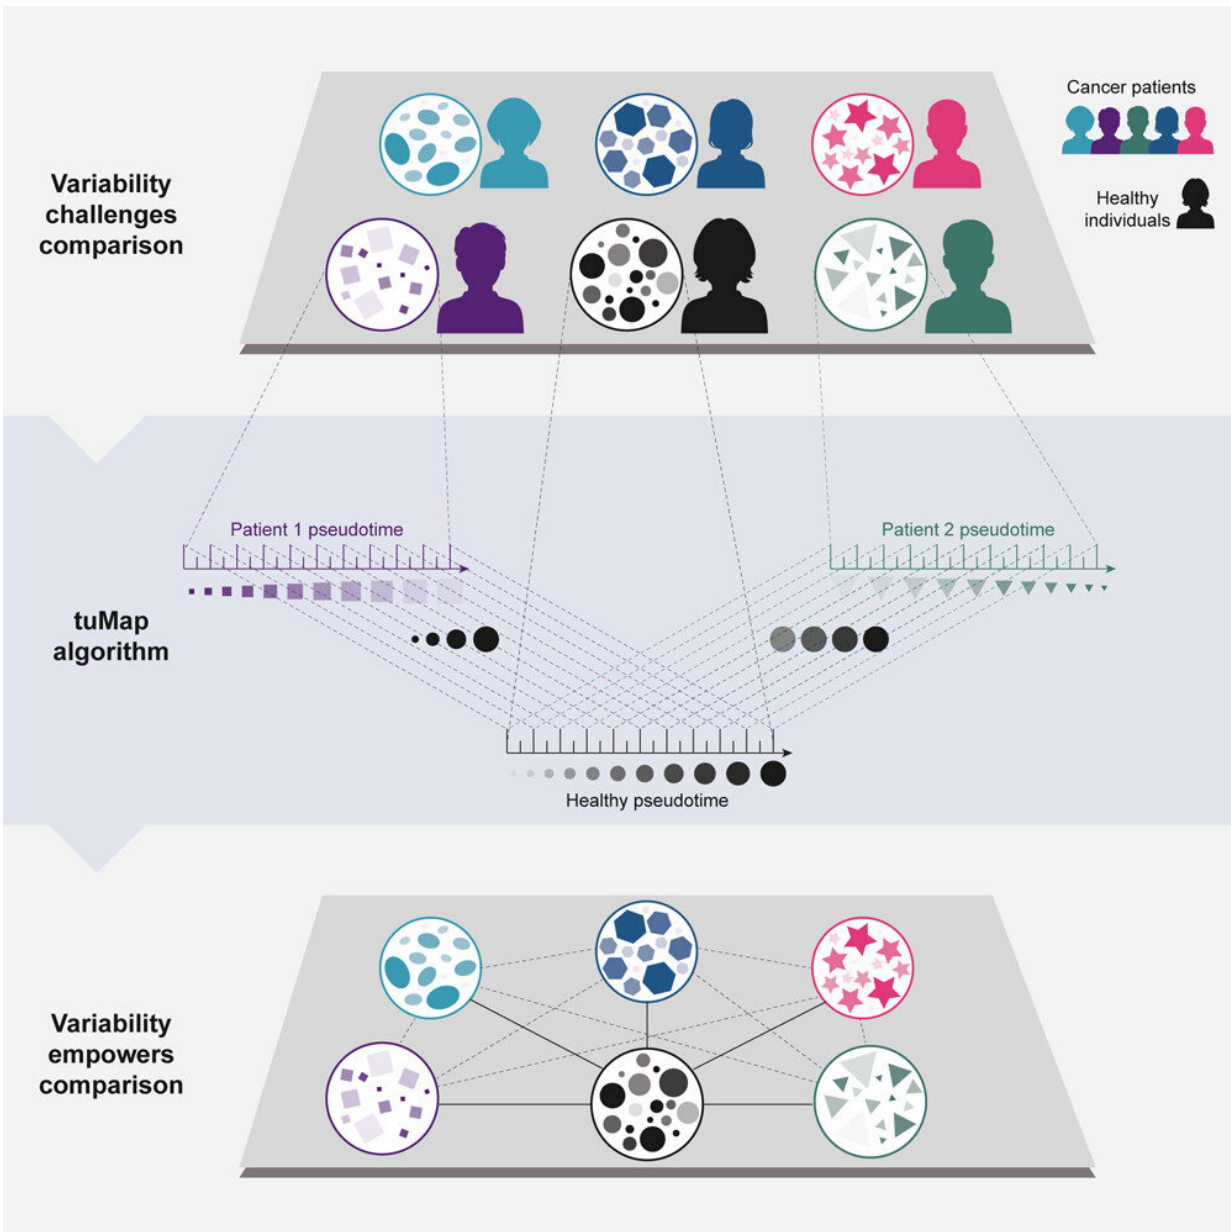 Cancer patients
Healthy
individuals
Variability
challenges
comparison
Patient 1 pseudotime
Patient 2 pseudotime
tuMap
algorithm
Healthy pseudotime
Variability
empowers
comparison